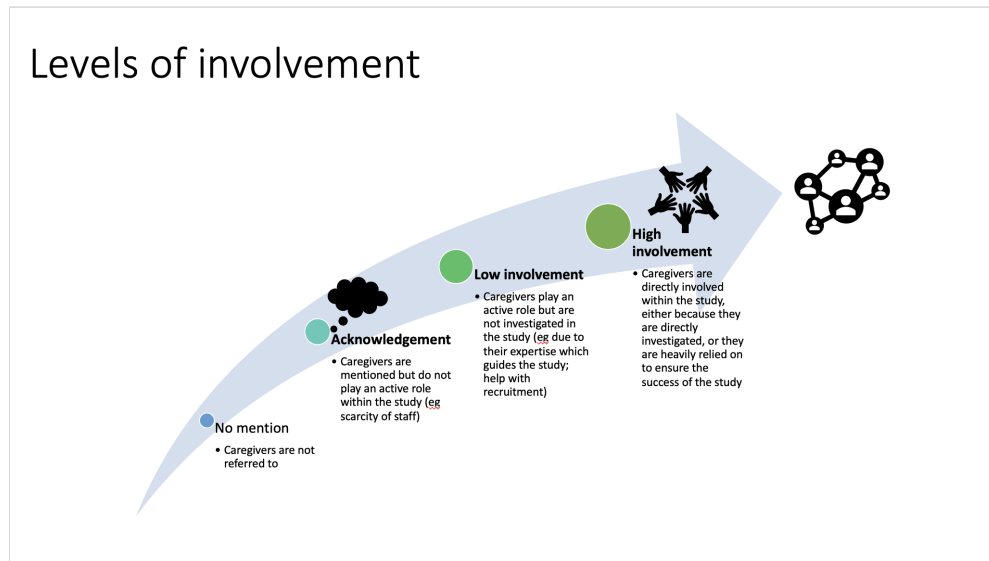 Levels of involvement
No mention
• Caregivers are not
referred to
Acknowledgement
• Caregivers are
mentioned but do not
play an active role
within the study (eg
scarcity of staff)
Low involvement
• Caregivers play an
active role but are
not investigated in
the study (eg due to
their expertise which
guides the study;
help with
recruitment)
High
involvement
• Caregivers are
directly involved
within the study,
either because they
are directly
investigated, or they
are heavily relied on
to ensure the
success of the study